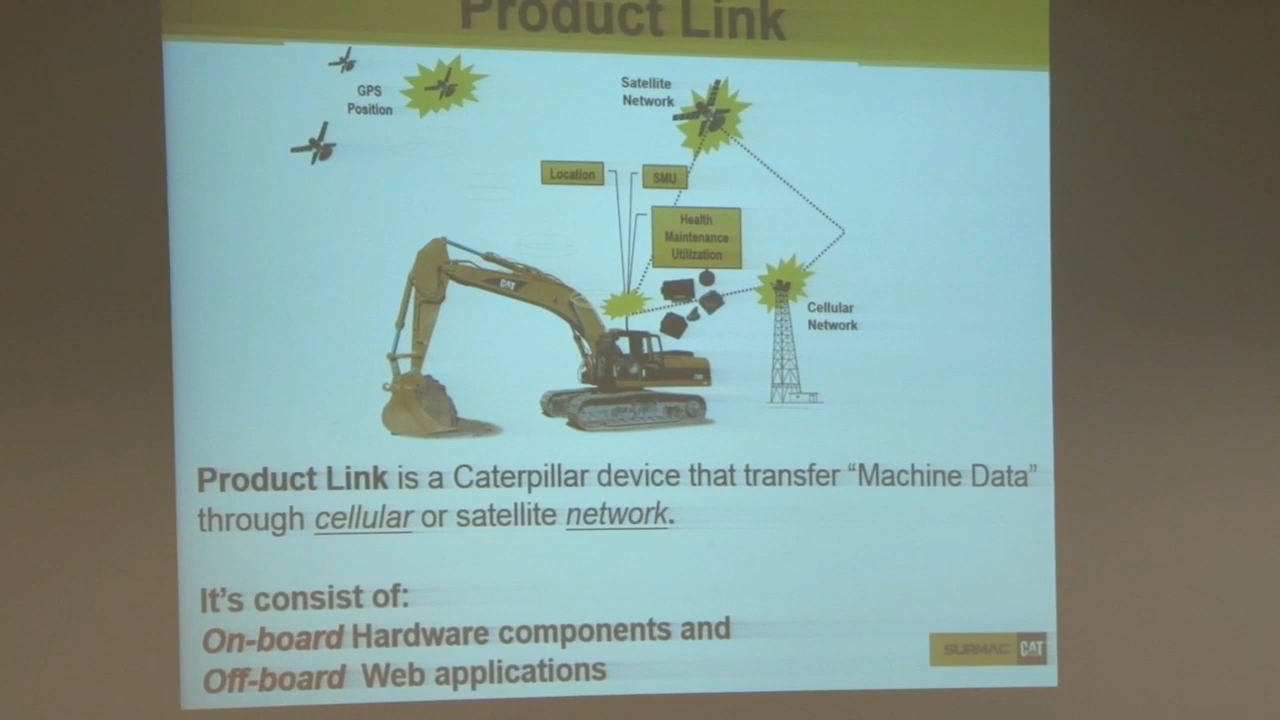 Product Link
GPS
Position
Satellite
Network
Location
SMU
Health
Maintenance
Utilization
CAT
Cellular
Network
Product Link is a Caterpillar device that transfer “Machine Data”
through cellular or satellite network.
It’s consist of:
On-board Hardware components and
Off-board Web applications
SURMAC CAT